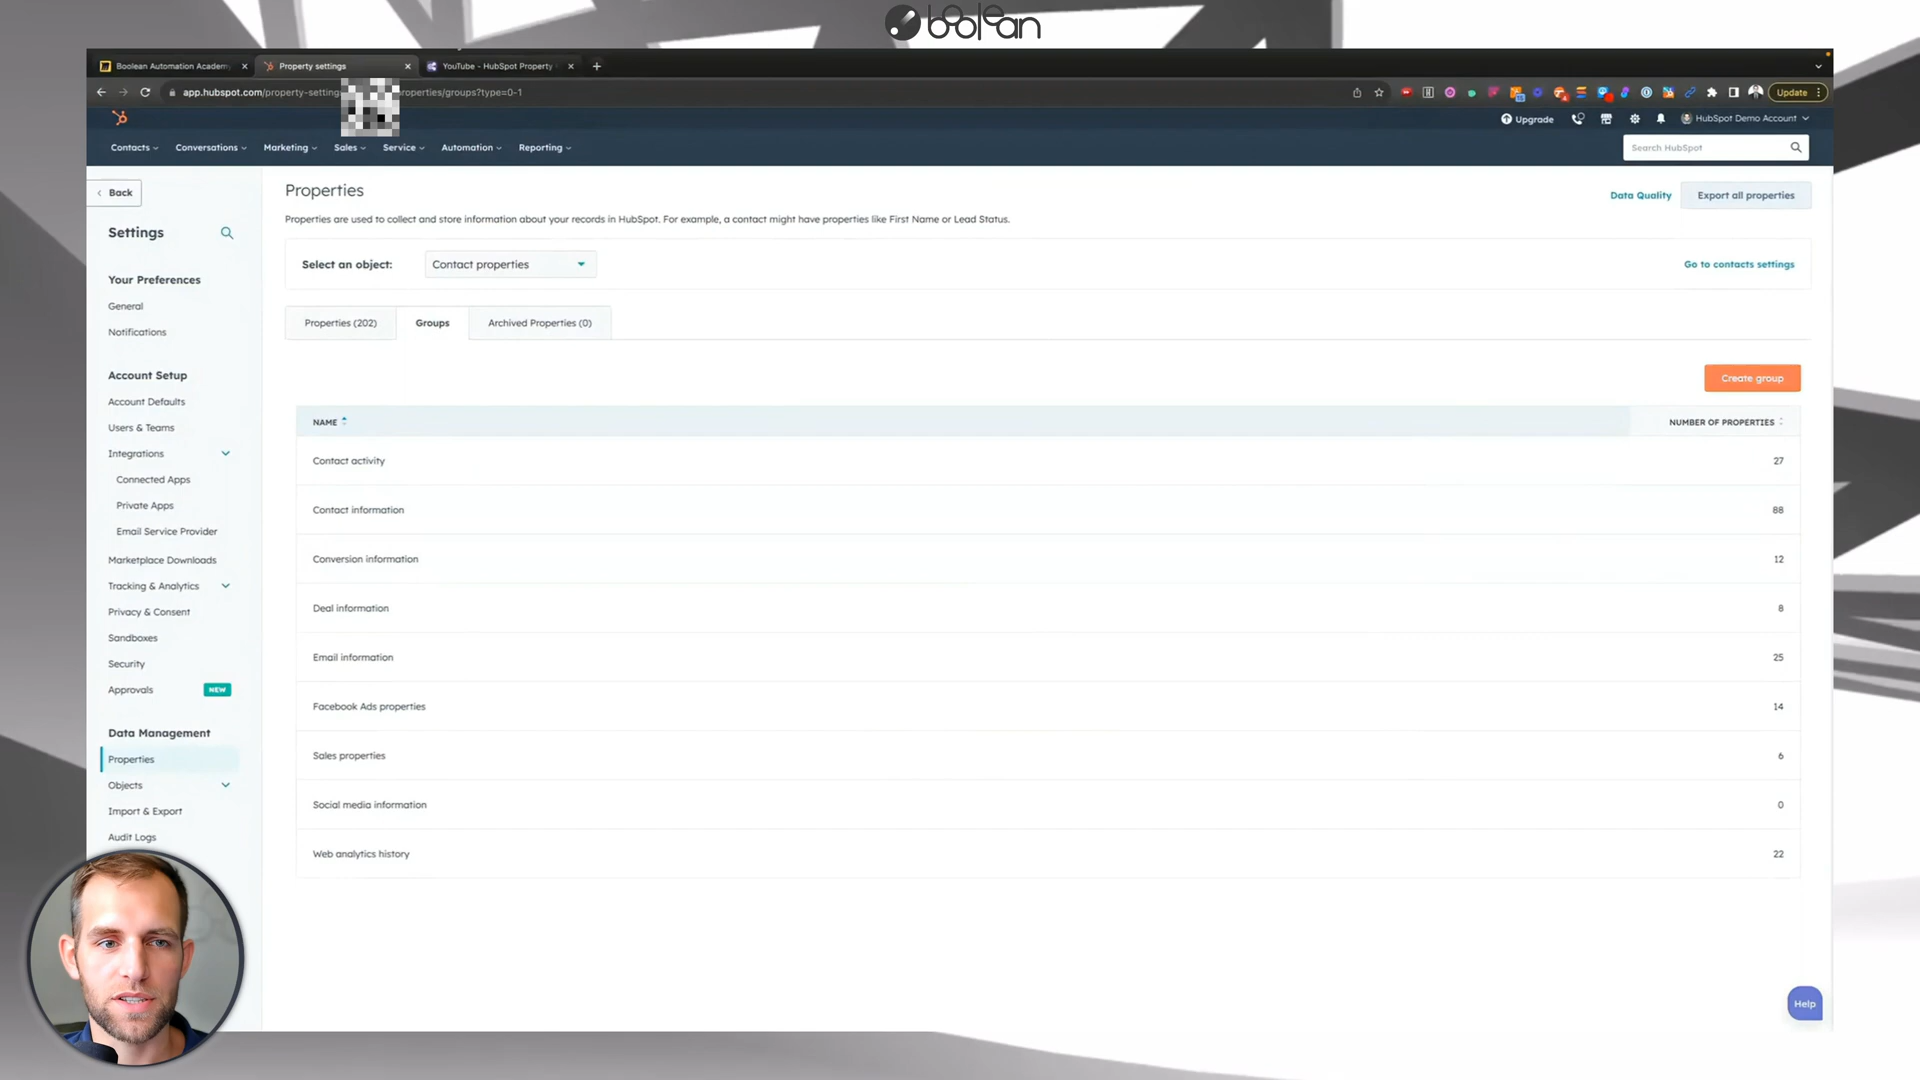 boolean
Boolean Automation Academ
Property settings
YouTube - HubSpot Property
app.hubspot.com/property-setting
roperties/groups?type=0-1
Update
Upgrade
HubSpot Demo Account
Contacts
Conversations
Marketing
Sales
Service
Automation
Reporting
Search HubSpot
Back
Settings
Your Preferences
General
Notifications
Account Setup
Account Defaults
Users & Teams
Integrations
Connected Apps
Private Apps
Email Service Provider
Marketplace Downloads
Tracking & Analytics
Privacy & Consent
Sandboxes
Security
Approvals NEW
Data Management
Properties
Objects
Import & Export
Audit Logs
Properties
Data Quality
Export all properties
Properties are used to collect and store information about your records in HubSpot. For example, a contact might have properties like First Name or Lead Status.
Select an object: Contact properties
Go to contacts settings
Properties (202)
Groups
Archived Properties (0)
Create group
NAME NUMBER OF PROPERTIES
Contact activity 27
Contact information 88
Conversion information 12
Deal information 8
Email information 25
Facebook Ads properties 14
Sales properties 6
Social media information 0
Web analytics history 22
Help